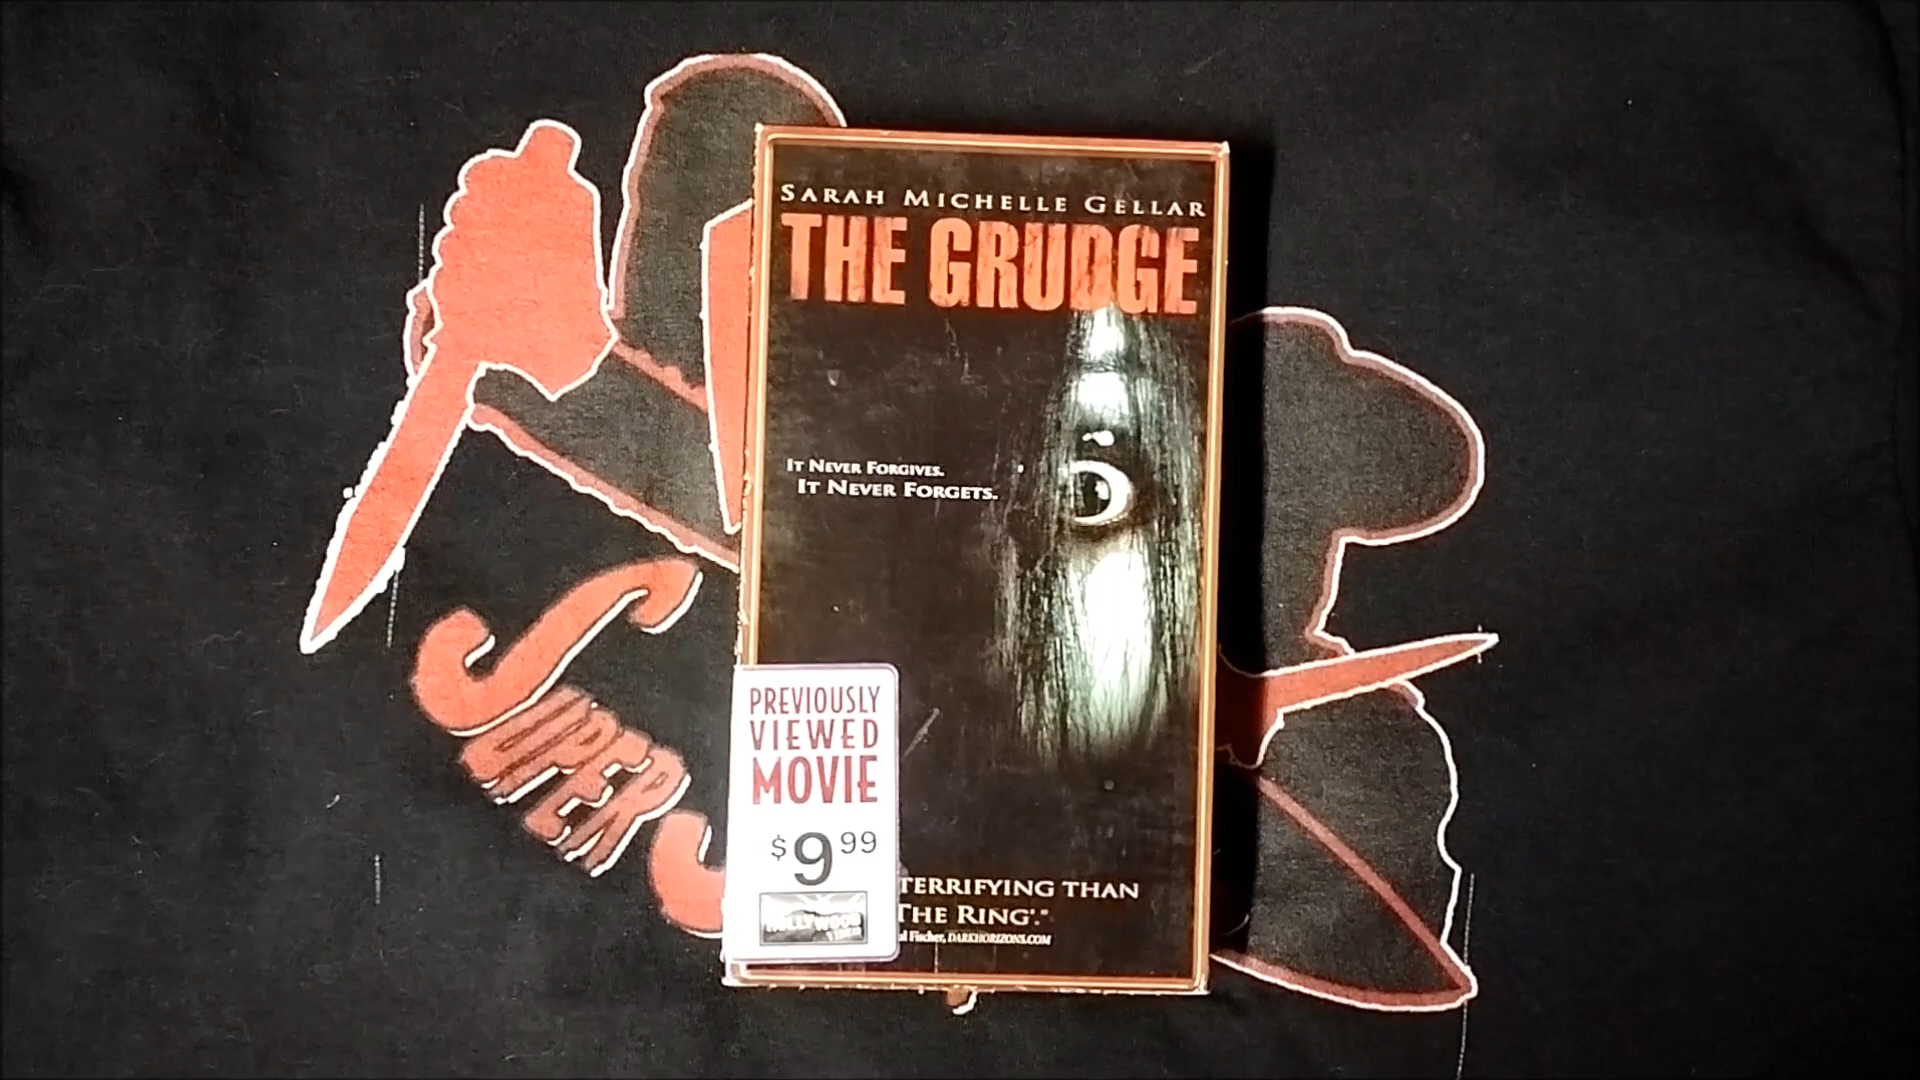 SARAH MICHELLE GELLAR
THE GRUDGE
IT NEVER FORGIVES.
IT NEVER FORGETS.
PREVIOUSLY
VIEWED
MOVIE
$9.99
HOLLYWOOD
TERRIFYING THAN
THE RING'."
Fischer, DARKHORIZONS.COM
SUPER